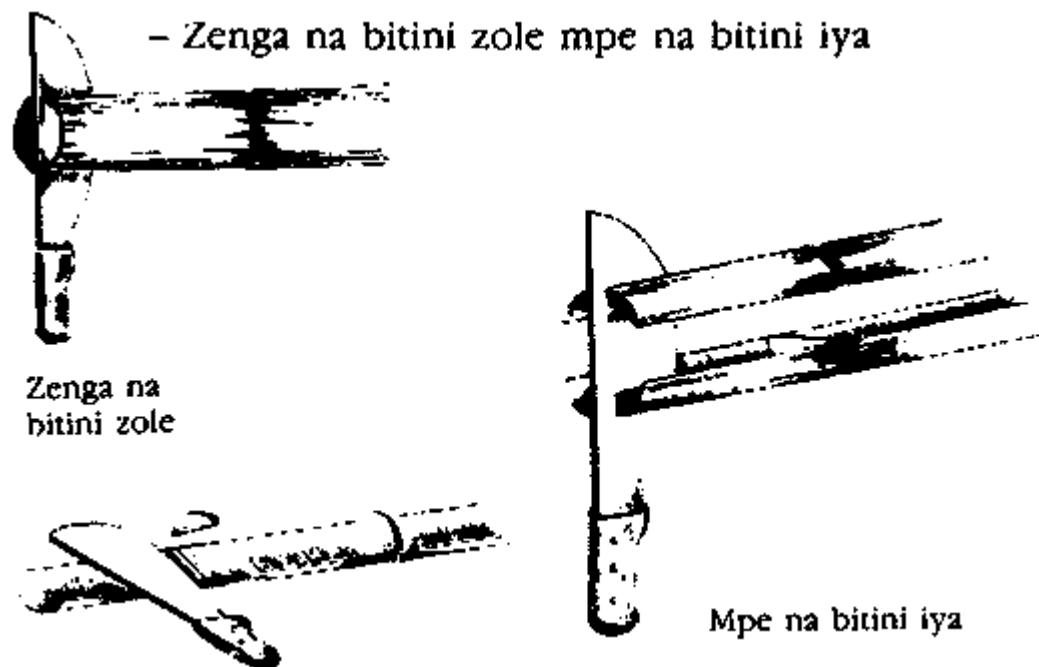 – Zenga na bitini zole mpe na bitini iya
Zenga na
bitini zole
Mpe na bitini iya